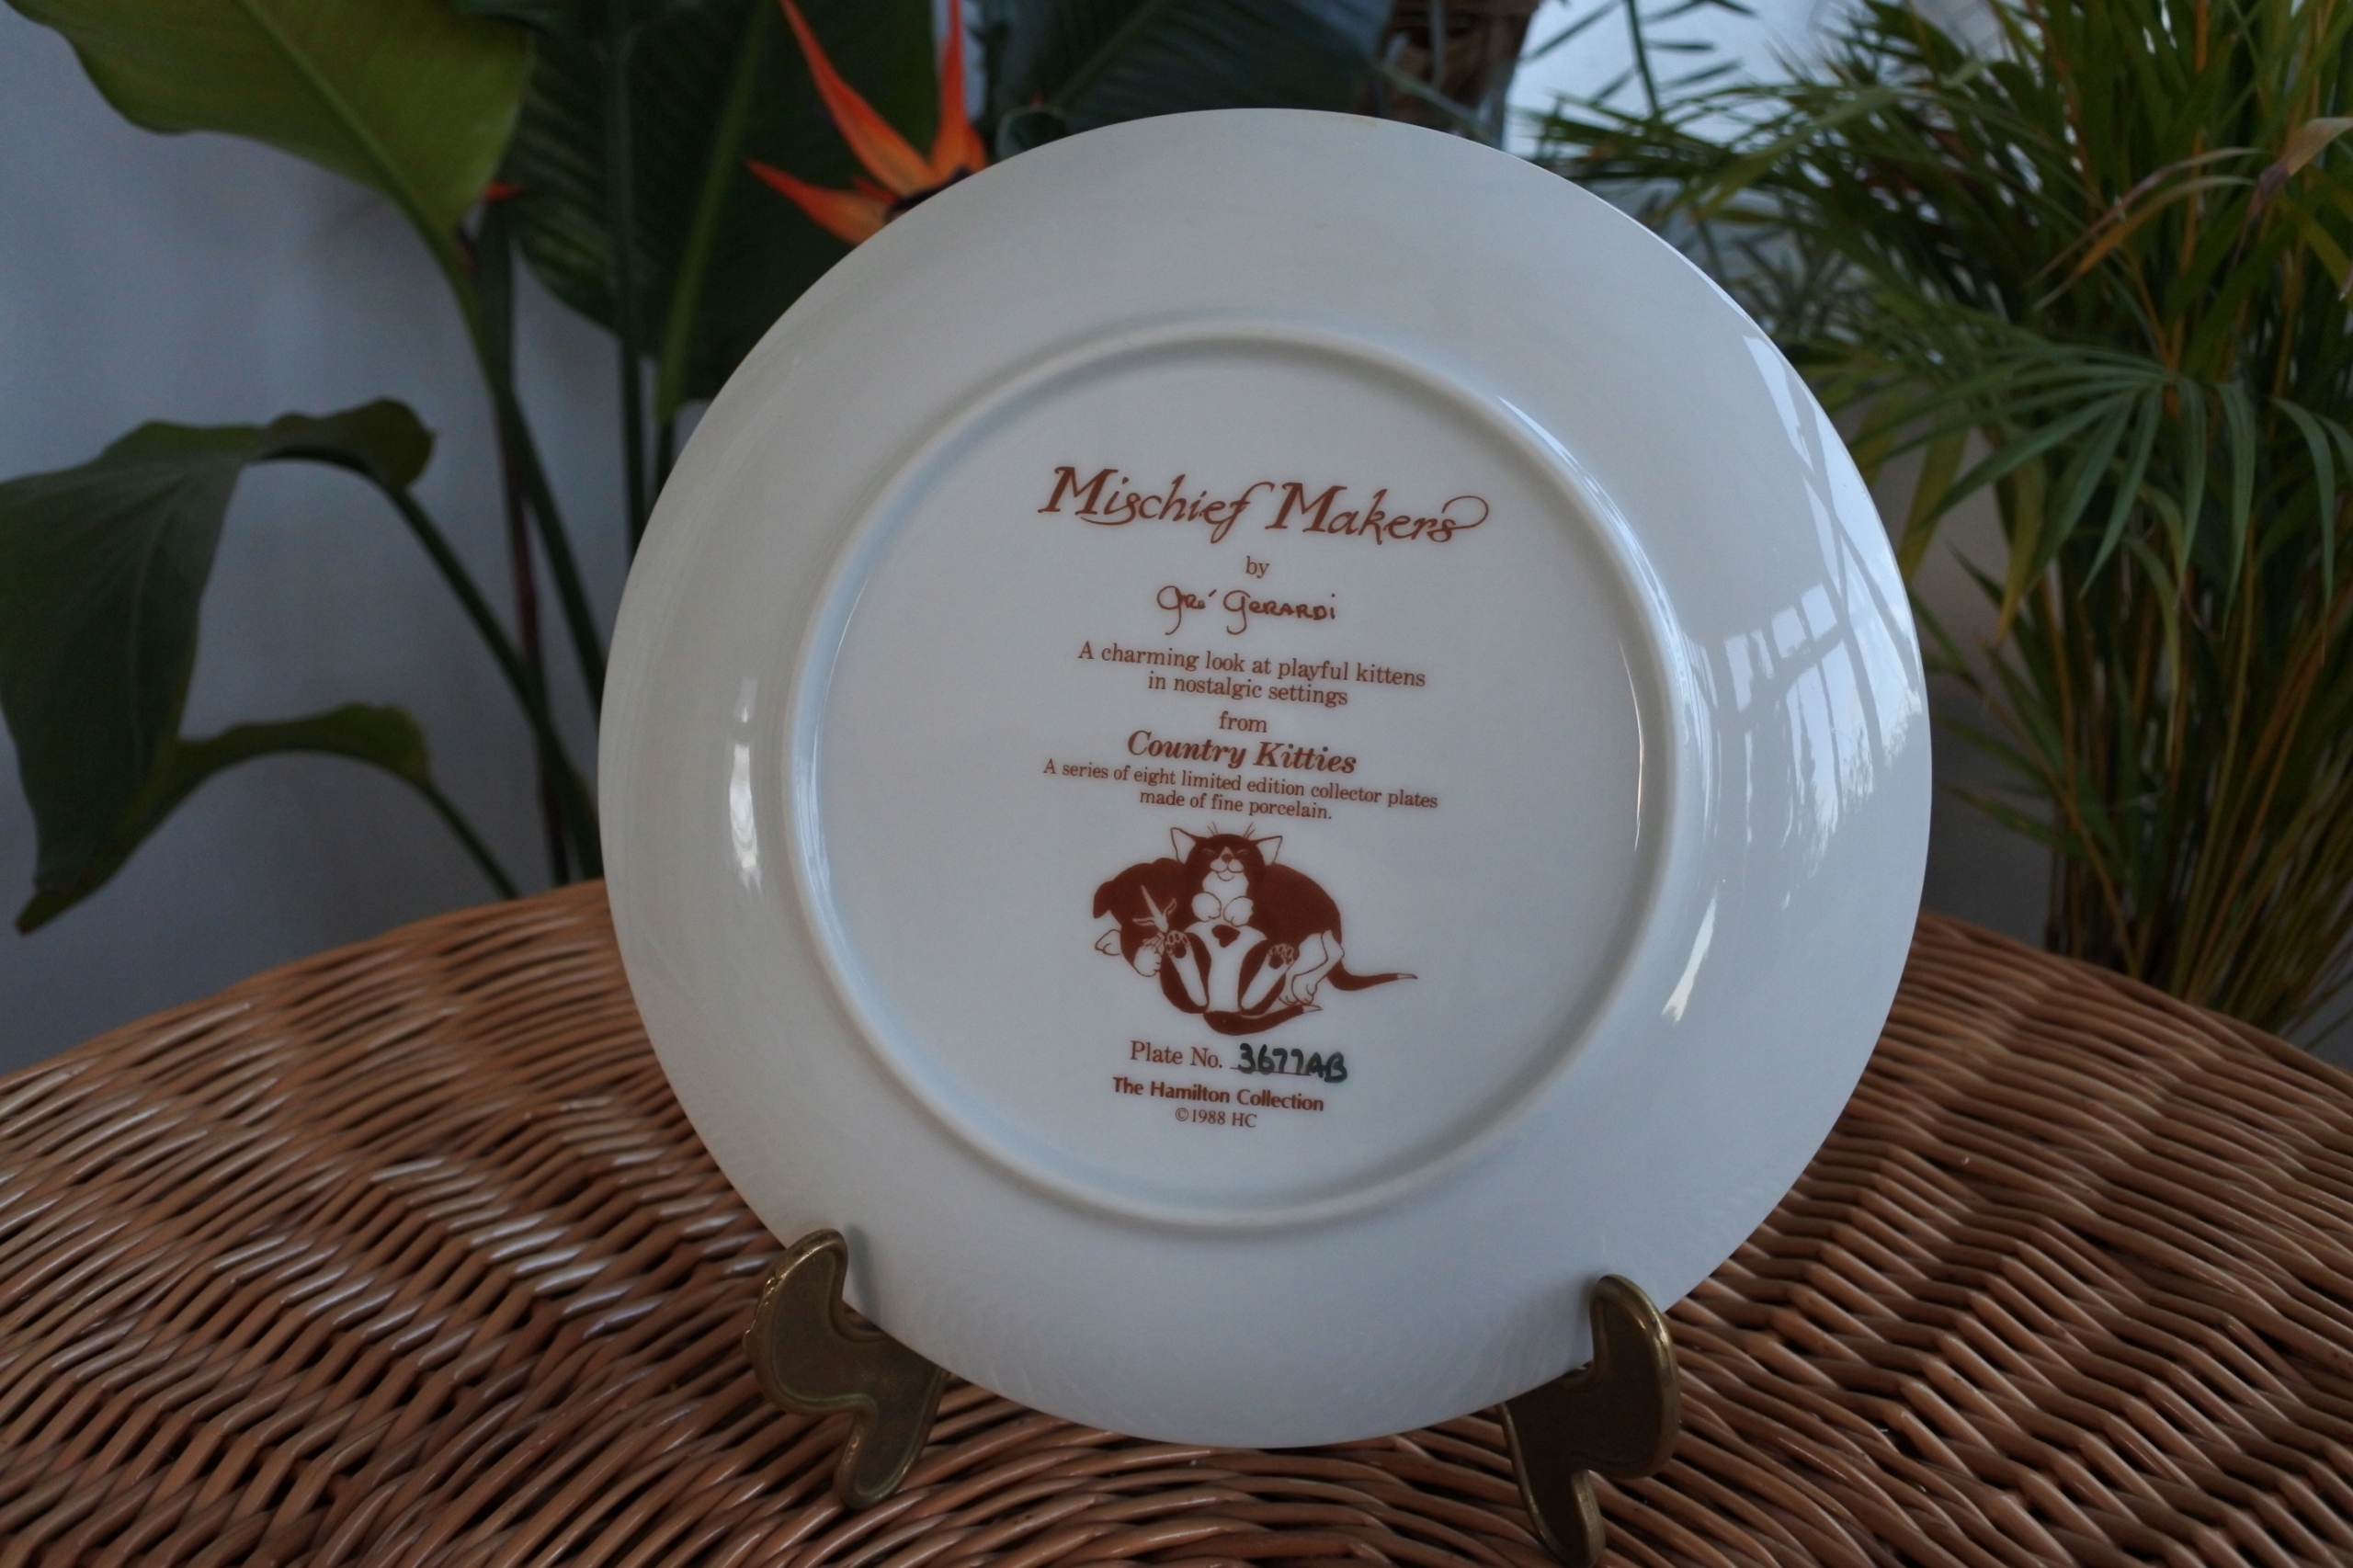 Mischief Makers
by
Gré Gerardi
A charming look at playful kittens
in nostalgic settings
from
Country Kitties
A series of eight limited edition collector plates
made of fine porcelain.
Plate No. 3677AB
The Hamilton Collection
©1988 HC